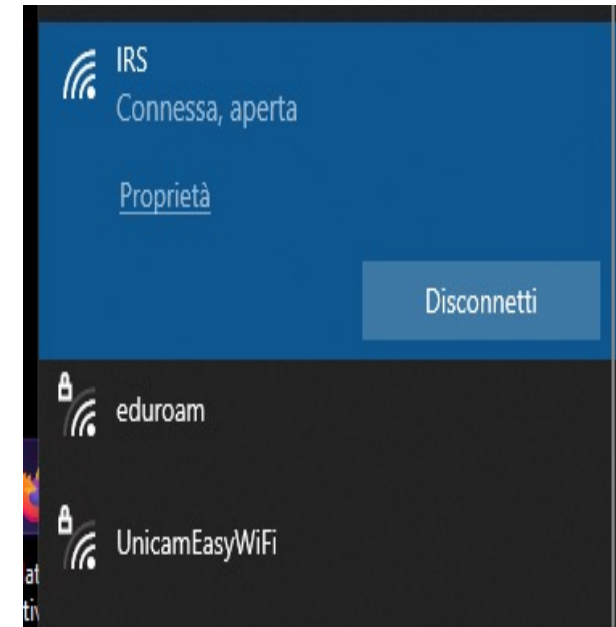 IRS
Connessa, aperta
Proprietà
Disconnetti
eduroam
UnicamEasyWiFi